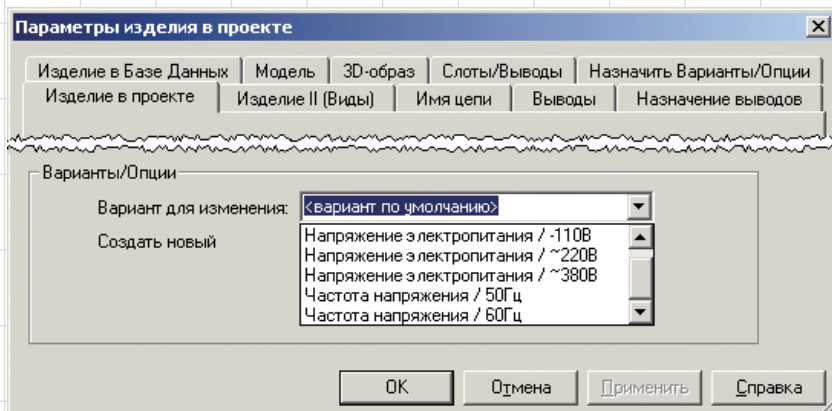 Параметры изделия в проекте
Изделие в Базе Данных Модель 3D-образ Слоты/Выводы Назначить Варианты/Опции
Изделие в проекте Изделие II (Виды) Имя цепи Выводы Назначение выводов
Варианты/Опции
Вариант для изменения: <вариант по умолчанию>
Создать новый
Напряжение электропитания / -110В
Напряжение электропитания / ~220В
Напряжение электропитания / ~380В
Частота напряжения / 50Гц
Частота напряжения / 60Гц
OK Отмена Применить Справка